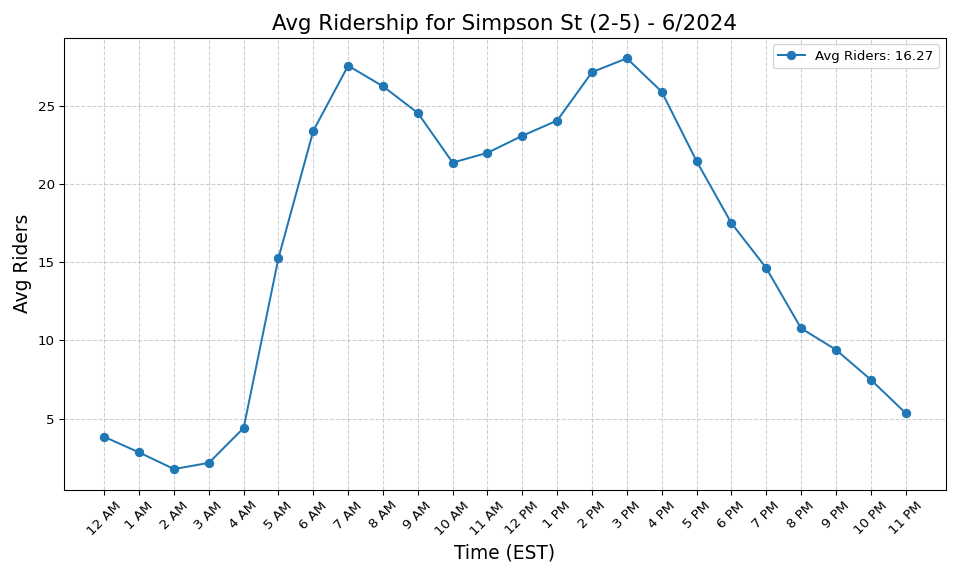 Avg Ridership for Simpson St (2-5) - 6/2024
Avg Riders: 16.27
Avg Riders
25
20
15
10
5
12 AM
1 AM
2 AM
3 AM
4 AM
5 AM
6 AM
7 AM
8 AM
9 AM
10 AM
11 AM
12 PM
1 PM
2 PM
3 PM
4 PM
5 PM
6 PM
7 PM
8 PM
9 PM
10 PM
11 PM
Time (EST)